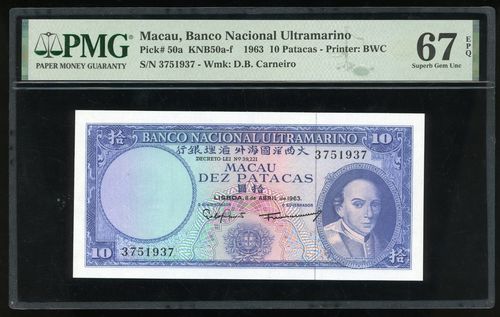 PMG
PAPER MONEY GUARANTY
Macau, Banco Nacional Ultramarino
Pick# 50a KNB50a-f 1963 10 Patacas - Printer: BWC
S/N 3751937 - Wmk: D.B. Carneiro
67 EPQ
Superb Gem Unc
拾 BANCO NACIONAL ULTRAMARINO 10
行銀理滙外海國洋西大
DECRETO-LEI Nº 39,221
3751937
MACAU
DEZ PATACAS
圓拾
LISBOA, 8 de ABRIL de 1963.
O GOVERNADOR
10 3751937 拾